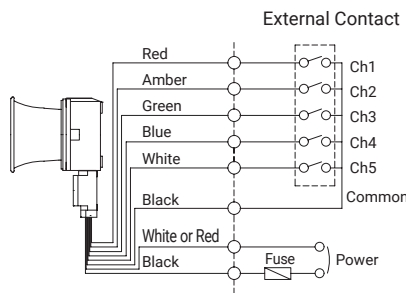 External Contact
Red
Ch1
Amber
Ch2
Green
Ch3
Blue
Ch4
White
Ch5
Black
Common
White or Red
Black
Fuse
Power